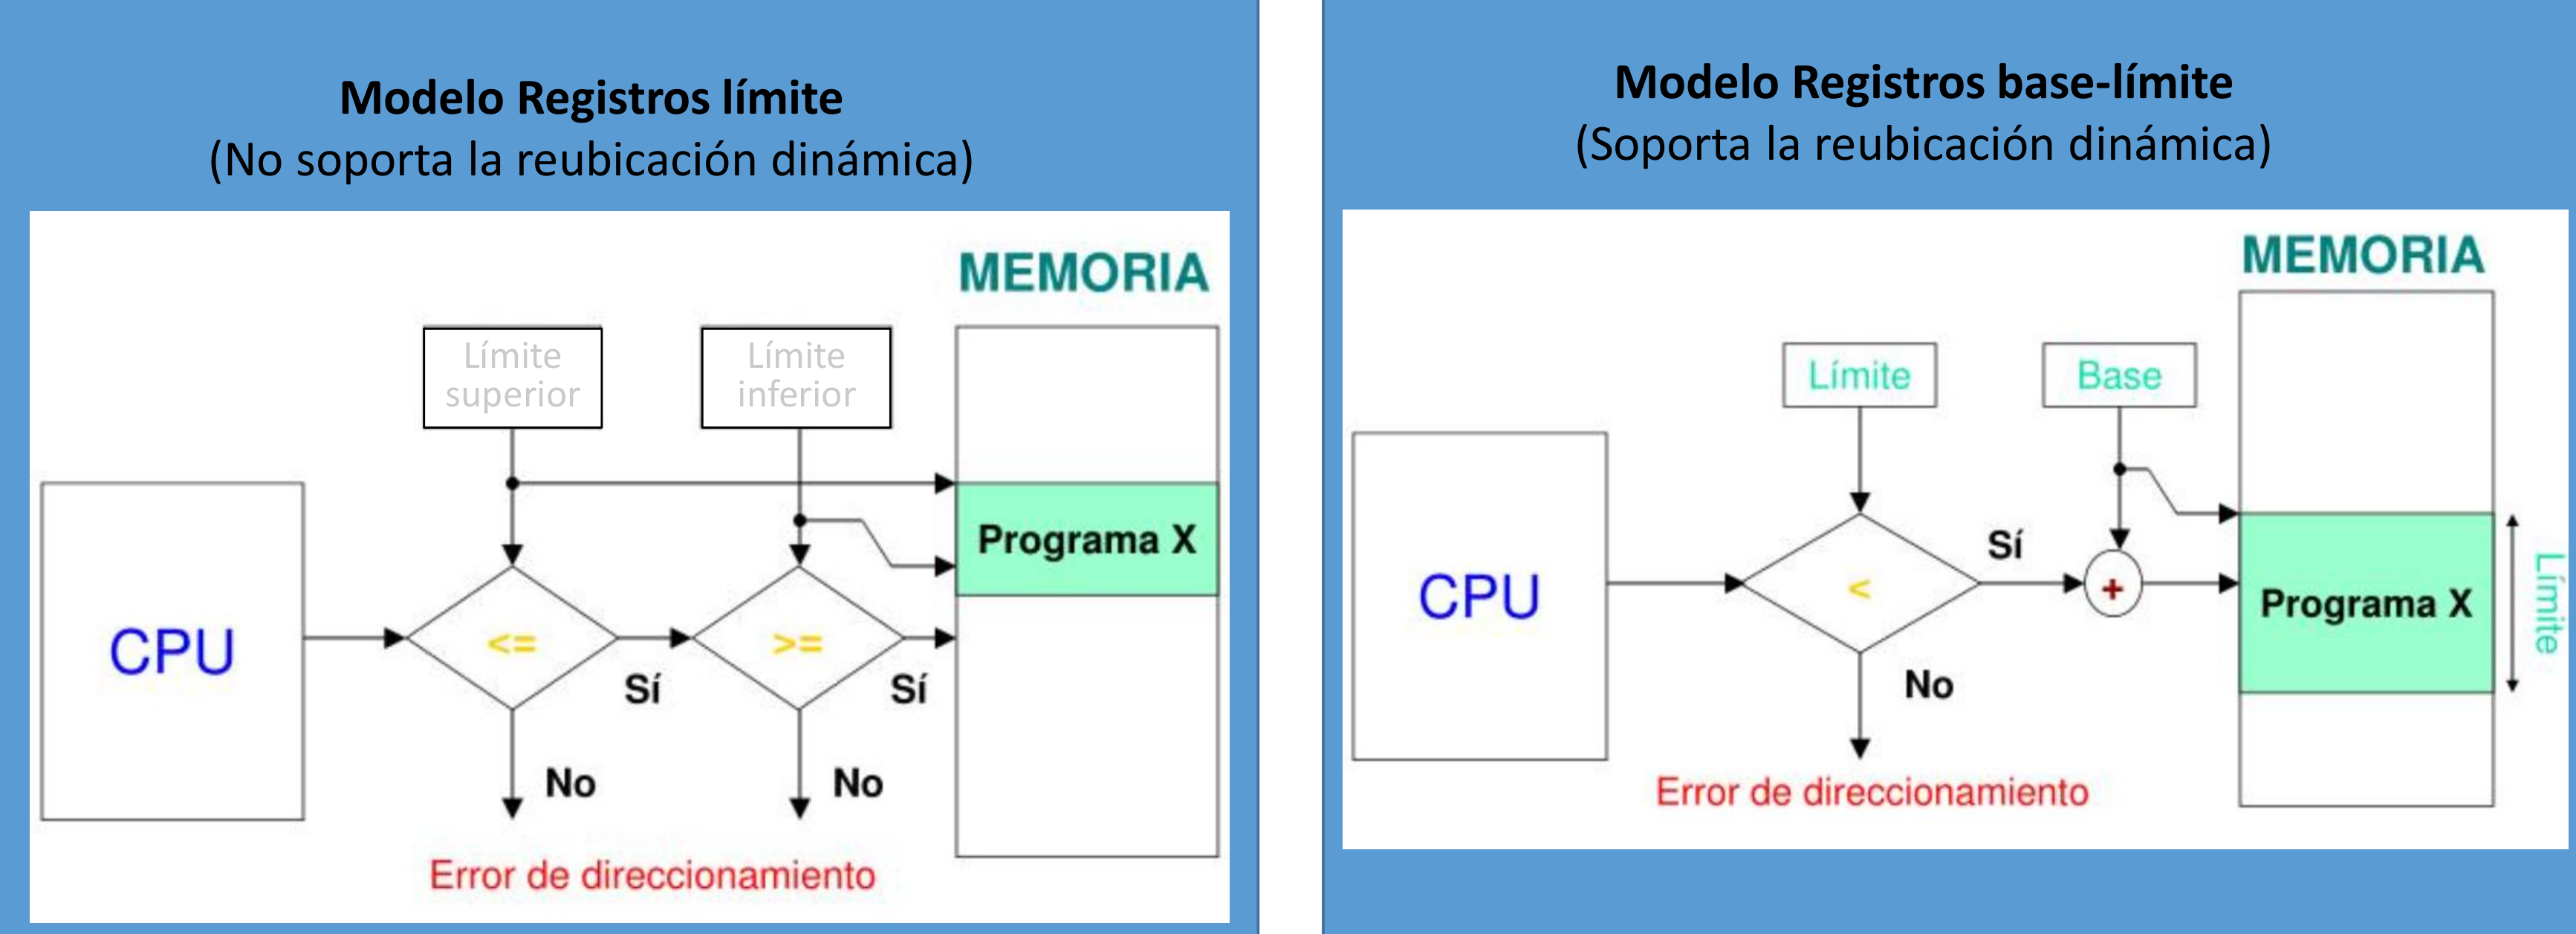 Modelo Registros límite
(No soporta la reubicación dinámica)
MEMORIA
Límite
superior
Límite
inferior
Programa X
CPU
<=
>=
Sí
Sí
No
No
Error de direccionamiento
Modelo Registros base-límite
(Soporta la reubicación dinámica)
MEMORIA
Límite
Base
Sí
CPU
<
+
Programa X
Límite
No
Error de direccionamiento